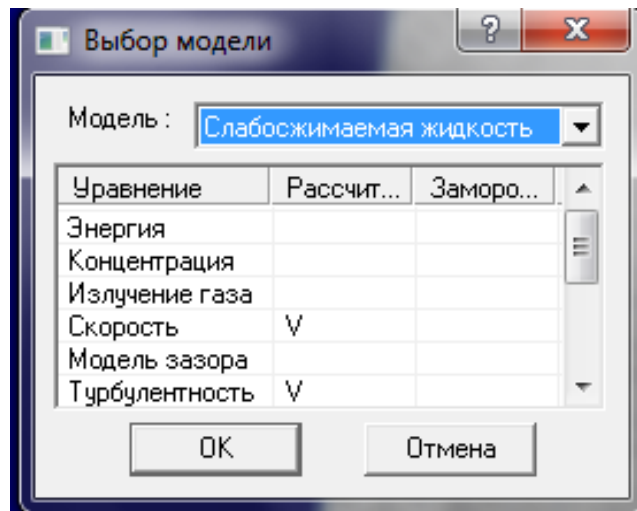 Выбор модели
Модель : Слабосжимаемая жидкость
Уравнение Рассчит... Заморо...
Энергия
Концентрация
Излучение газа
Скорость V
Модель зазора
Турбулентность V
OK Отмена